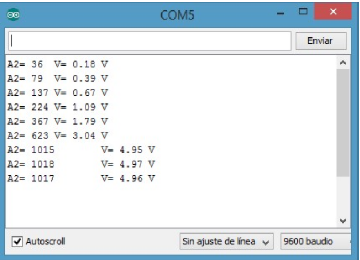 COM5
Enviar
A2= 36 V= 0.18 V
A2= 79 V= 0.39 V
A2= 137 V= 0.67 V
A2= 224 V= 1.09 V
A2= 367 V= 1.79 V
A2= 623 V= 3.04 V
A2= 1015 V= 4.95 V
A2= 1018 V= 4.97 V
A2= 1017 V= 4.96 V
Autoscroll Sin ajuste de línea 9600 baudio